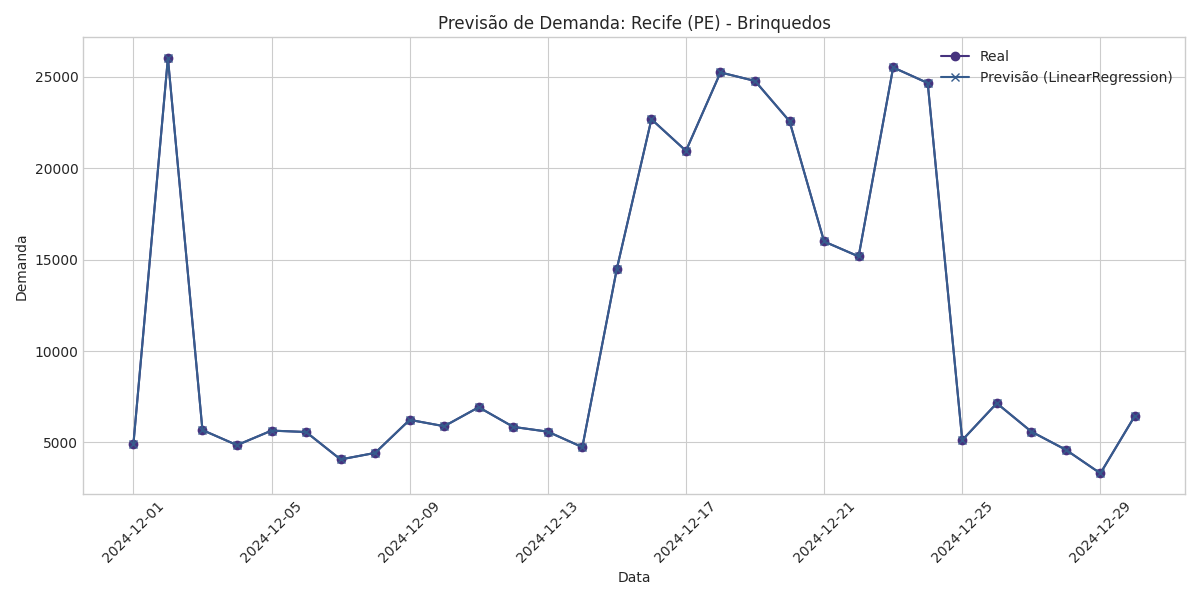 Previsão de Demanda: Recife (PE) - Brinquedos
Real
Previsão (LinearRegression)
Demanda
25000
20000
15000
10000
5000
2024-12-01
2024-12-05
2024-12-09
2024-12-13
2024-12-17
2024-12-21
2024-12-25
2024-12-29
Data